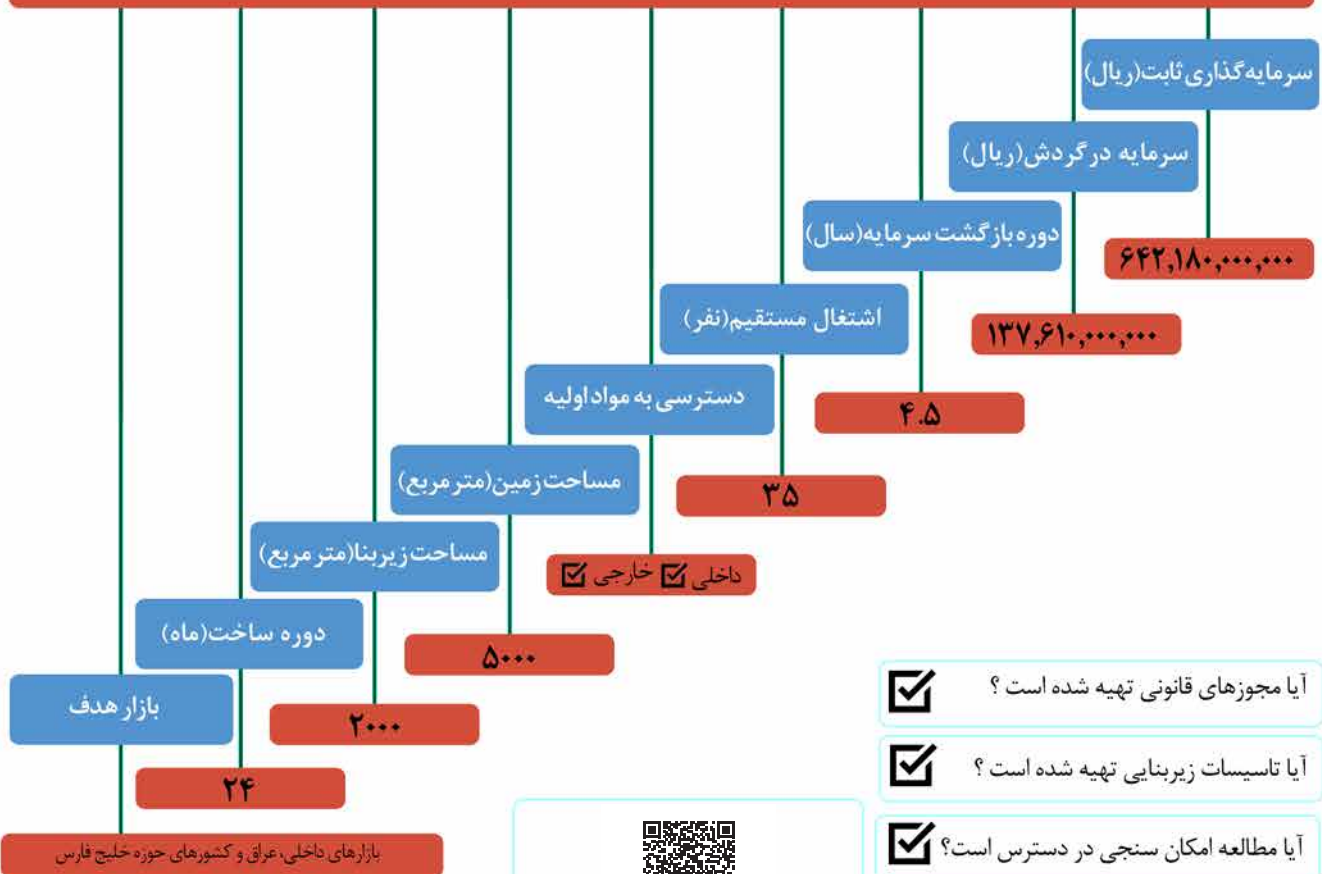 سرمایه‌گذاری ثابت(ریال)
۶۴۲,۱۸۰,۰۰۰,۰۰۰
سرمایه در گردش(ریال)
۱۳۷,۶۱۰,۰۰۰,۰۰۰
دوره بازگشت سرمایه(سال)
۴.۵
اشتغال مستقیم(نفر)
۳۵
دسترسی به مواد اولیه
داخلی ☑ خارجی ☑
مساحت زمین(متر مربع)
۵۰۰۰
مساحت زیربنا(متر مربع)
۲۰۰۰
دوره ساخت(ماه)
۲۴
بازار هدف
بازارهای داخلی، عراق و کشورهای حوزه خلیج فارس
آیا مجوزهای قانونی تهیه شده است ؟ ☑
آیا تاسیسات زیربنایی تهیه شده است ؟ ☑
آیا مطالعه امکان سنجی در دسترس است؟ ☑